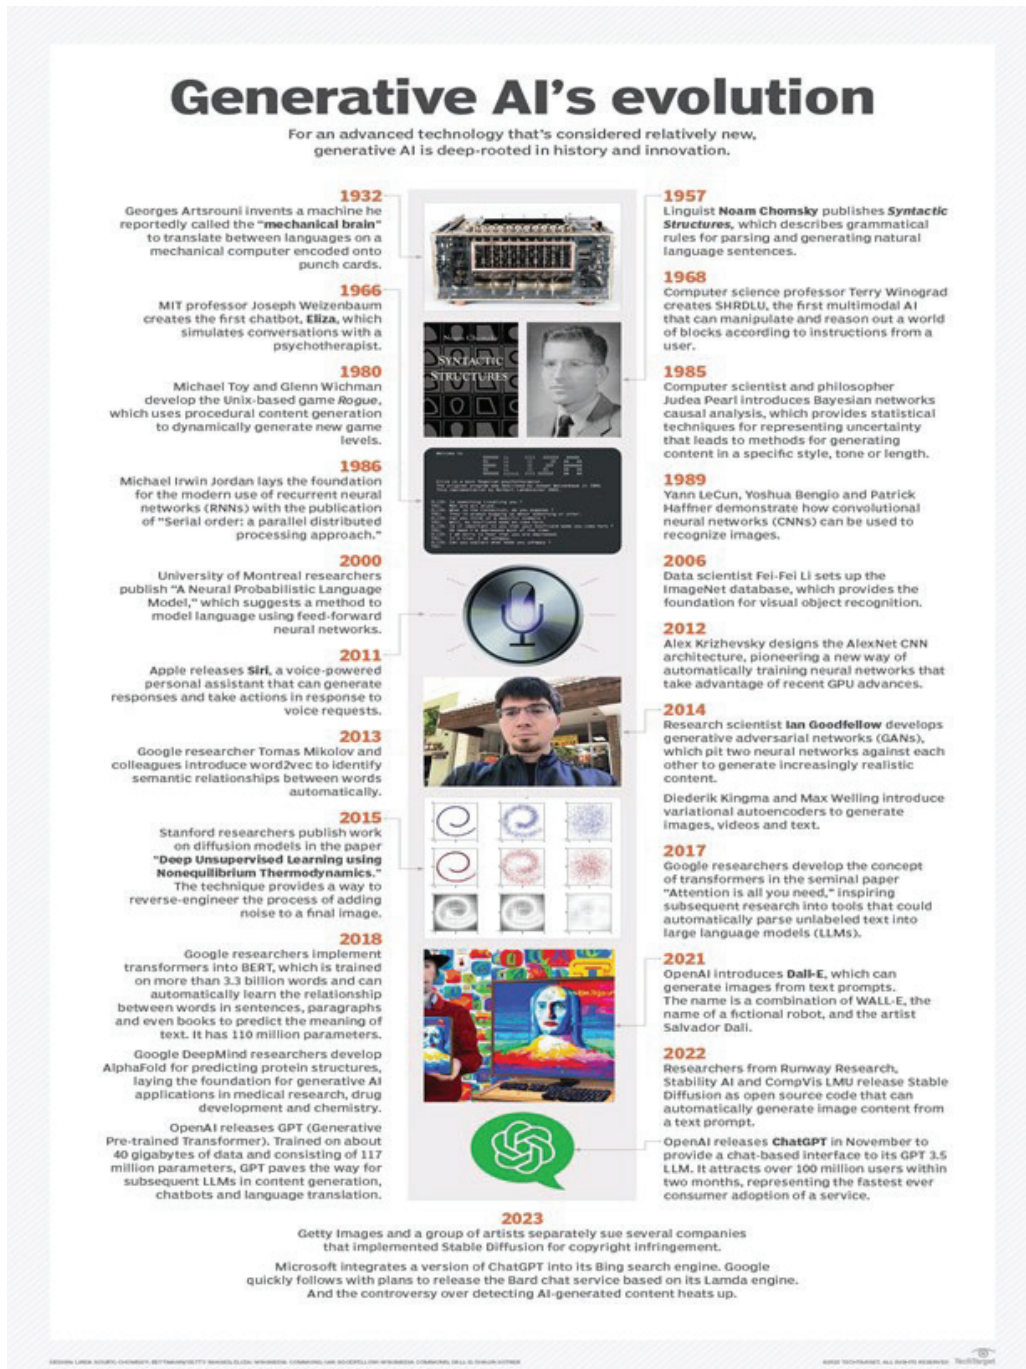 Generative AI's evolution
For an advanced technology that's considered relatively new,
generative AI is deep-rooted in history and innovation.
1932
Georges Artsrouni invents a machine he
reportedly called the "mechanical brain"
to translate between languages on a
mechanical computer encoded onto
punch cards.
1957
Linguist Noam Chomsky publishes Syntactic
Structures, which describes grammatical
rules for parsing and generating natural
language sentences.
1966
MIT professor Joseph Weizenbaum
creates the first chatbot, Eliza, which
simulates conversations with a
psychotherapist.
1968
Computer science professor Terry Winograd
creates SHRDLU, the first multimodal AI
that can manipulate and reason out a world
of blocks according to instructions from a
user.
Noam Chomsky
SYNTACTIC
STRUCTURES
1980
Michael Toy and Glenn Wichman
develop the Unix-based game Rogue,
which uses procedural content generation
to dynamically generate new game
levels.
1985
Computer scientist and philosopher
Judea Pearl introduces Bayesian networks
causal analysis, which provides statistical
techniques for representing uncertainty
that leads to methods for generating
content in a specific style, tone or length.
1986
Michael Irwin Jordan lays the foundation
for the modern use of recurrent neural
networks (RNNs) with the publication
of "Serial order: a parallel distributed
processing approach."
1989
Yann LeCun, Yoshua Bengio and Patrick
Haffner demonstrate how convolutional
neural networks (CNNs) can be used to
recognize images.
2000
University of Montreal researchers
publish "A Neural Probabilistic Language
Model," which suggests a method to
model language using feed-forward
neural networks.
2006
Data scientist Fei-Fei Li sets up the
ImageNet database, which provides the
foundation for visual object recognition.
2011
Apple releases Siri, a voice-powered
personal assistant that can generate
responses and take actions in response to
voice requests.
2012
Alex Krizhevsky designs the AlexNet CNN
architecture, pioneering a new way of
automatically training neural networks that
take advantage of recent GPU advances.
2013
Google researcher Tomas Mikolov and
colleagues introduce word2vec to identify
semantic relationships between words
automatically.
2014
Research scientist Ian Goodfellow develops
generative adversarial networks (GANs),
which pit two neural networks against each
other to generate increasingly realistic
content.
Diederik Kingma and Max Welling introduce
variational autoencoders to generate
images, videos and text.
2015
Stanford researchers publish work
on diffusion models in the paper
"Deep Unsupervised Learning using
Nonequilibrium Thermodynamics."
The technique provides a way to
reverse-engineer the process of adding
noise to a final image.
2017
Google researchers develop the concept
of transformers in the seminal paper
"Attention is all you need," inspiring
subsequent research into tools that could
automatically parse unlabeled text into
large language models (LLMs).
2018
Google researchers implement
transformers into BERT, which is trained
on more than 3.3 billion words and can
automatically learn the relationship
between words in sentences, paragraphs
and even books to predict the meaning of
text. It has 110 million parameters.
Google DeepMind researchers develop
AlphaFold for predicting protein structures,
laying the foundation for generative AI
applications in medical research, drug
development and chemistry.
OpenAI releases GPT (Generative
Pre-trained Transformer). Trained on about
40 gigabytes of data and consisting of 117
million parameters, GPT paves the way for
subsequent LLMs in content generation,
chatbots and language translation.
2021
OpenAI introduces Dall-E, which can
generate images from text prompts.
The name is a combination of WALL-E, the
name of a fictional robot, and the artist
Salvador Dali.
2022
Researchers from Runway Research,
Stability AI and CompVis LMU release Stable
Diffusion as open source code that can
automatically generate image content from
a text prompt.
OpenAI releases ChatGPT in November to
provide a chat-based interface to its GPT 3.5
LLM. It attracts over 100 million users within
two months, representing the fastest ever
consumer adoption of a service.
2023
Getty Images and a group of artists separately sue several companies
that implemented Stable Diffusion for copyright infringement.
Microsoft integrates a version of ChatGPT into its Bing search engine. Google
quickly follows with plans to release the Bard chat service based on its Lamda engine.
And the controversy over detecting AI-generated content heats up.
TechTarget